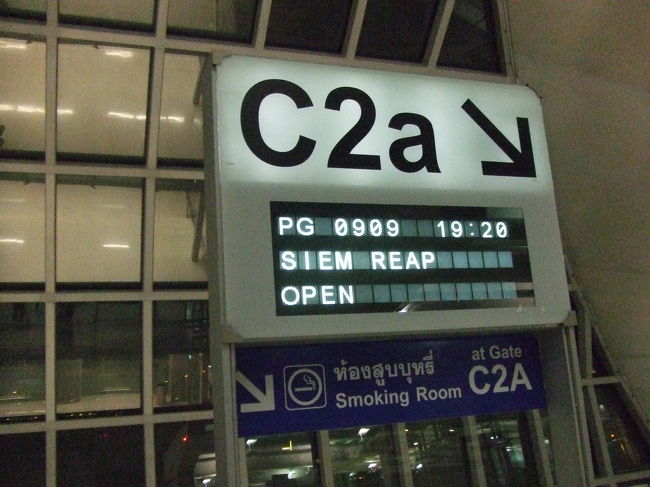 C2a
PG 0909 19:20
SIEM REAP
OPEN
ห้องสูบบุหรี่
Smoking Room
at Gate
C2A